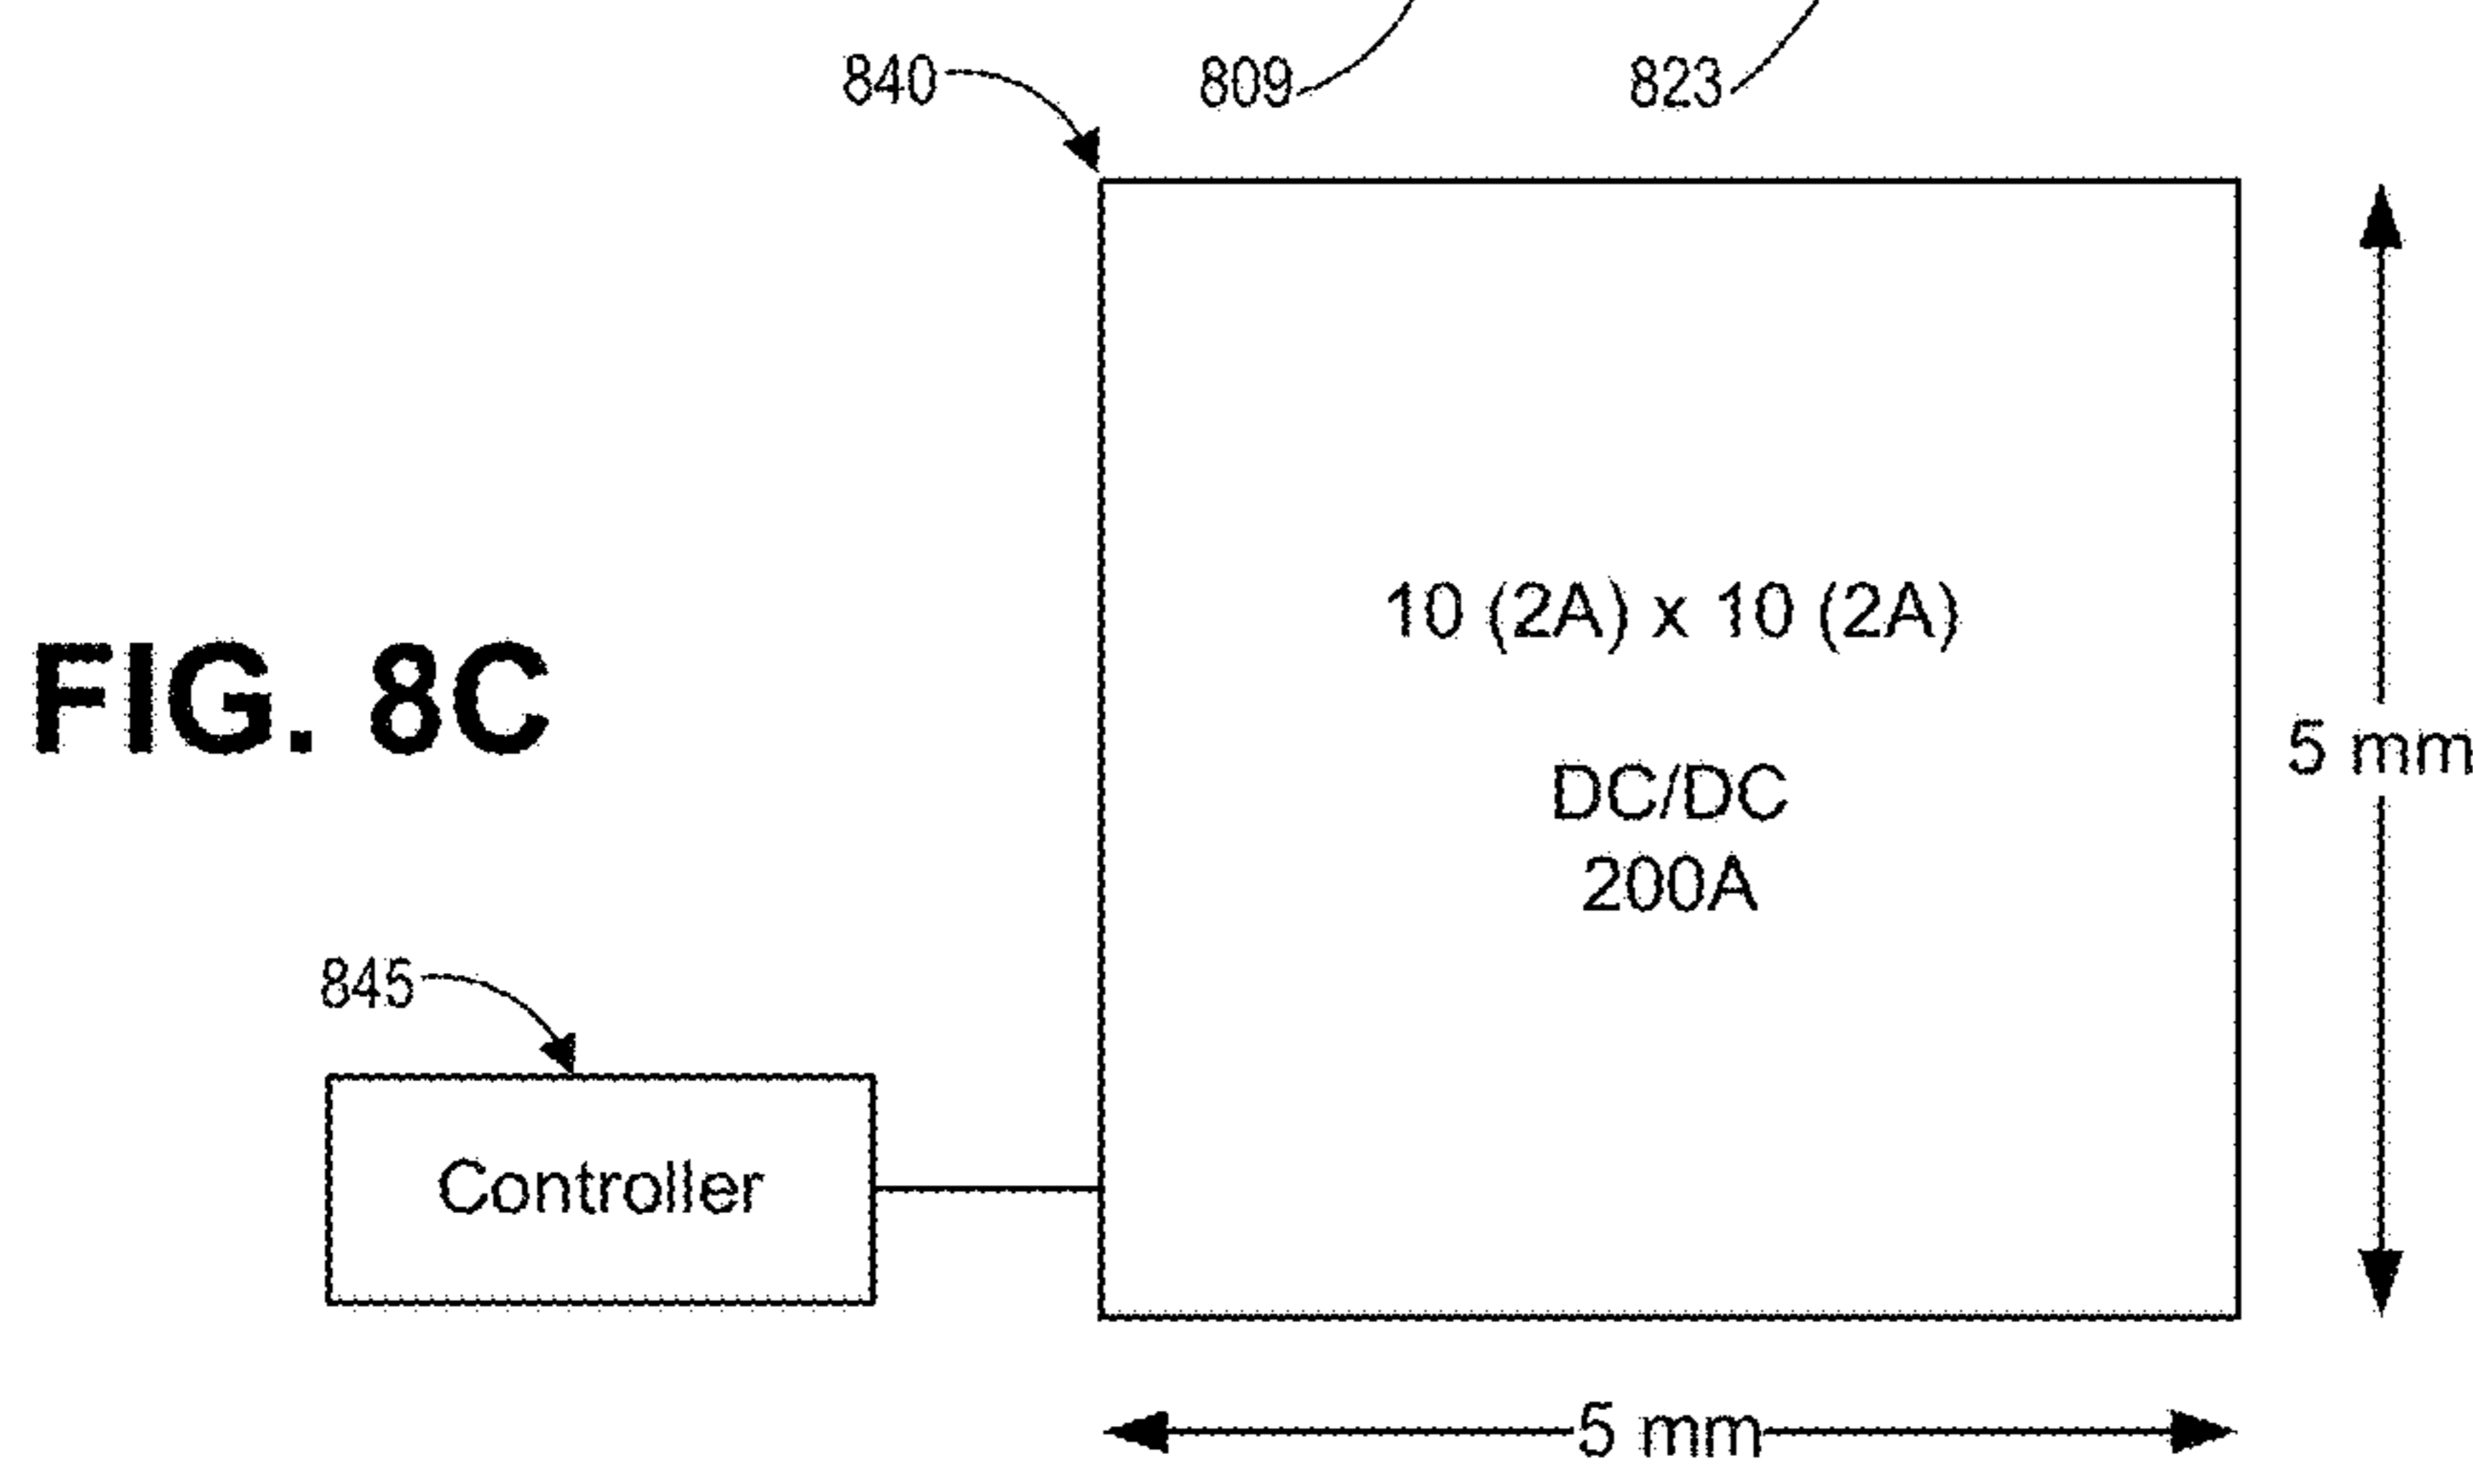 840 809 823
10 (2A) x 10 (2A)
FIG. 8C
5 mm
DC/DC
200A
845
Controller
5 mm